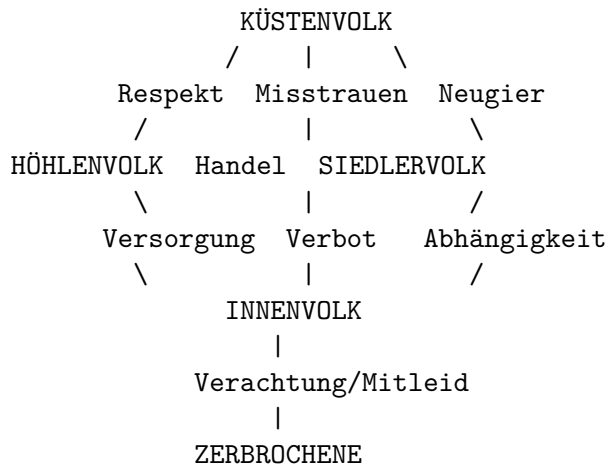 KÜSTENVOLK
/ | \
Respekt Misstrauen Neugier
/ | \
HÖHLENVOLK Handel SIEDLERVOLK
\ | /
Versorgung Verbot Abhängigkeit
\ | /
INNENVOLK
|
Verachtung/Mitleid
|
ZERBROCHENE